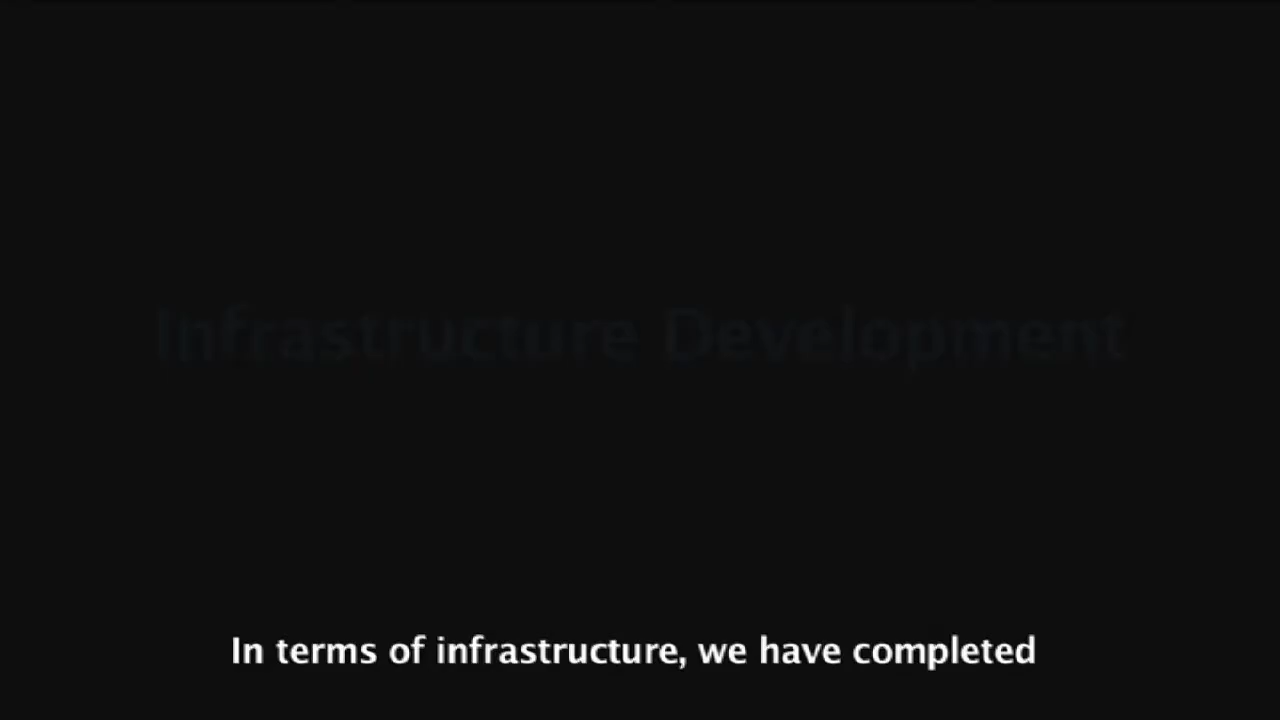 Infrastructure Development
In terms of infrastructure, we have completed